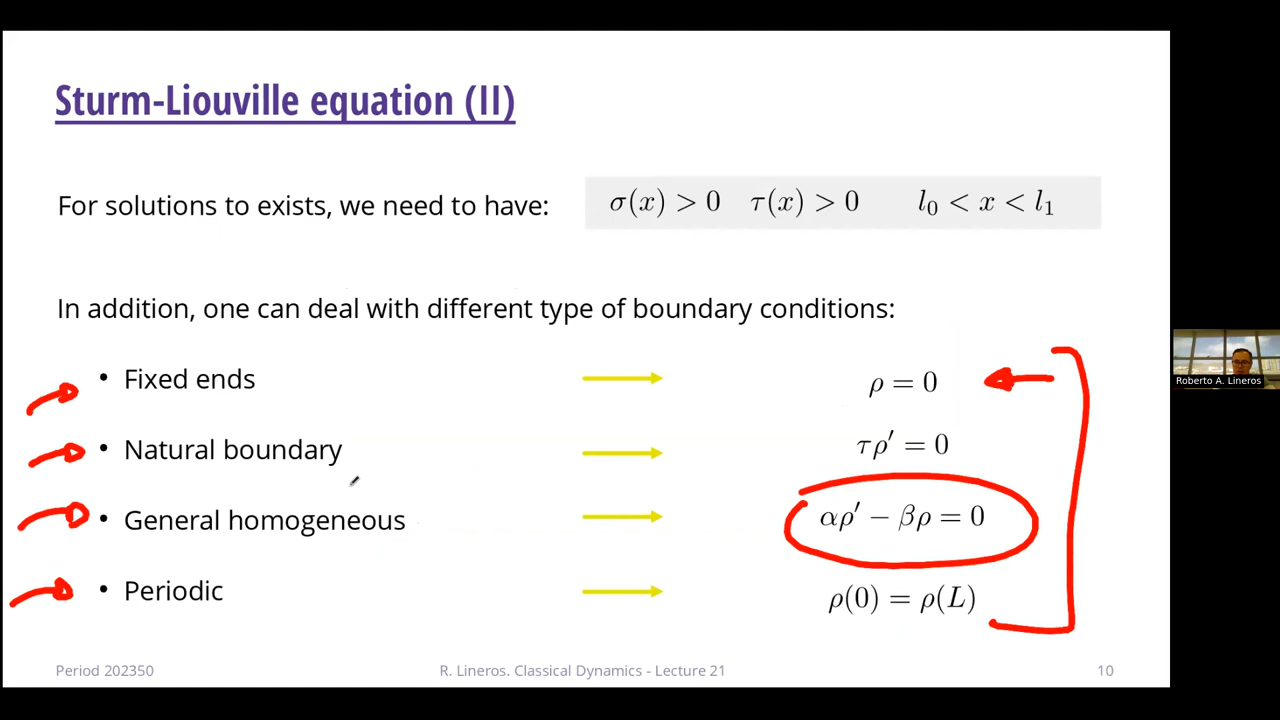 Sturm-Liouville equation (II)
For solutions to exists, we need to have: σ(x) > 0 τ(x) > 0 l₀ < x < l₁
In addition, one can deal with different type of boundary conditions:
• Fixed ends ρ = 0
• Natural boundary τρ′ = 0
• General homogeneous αρ′ − βρ = 0
• Periodic ρ(0) = ρ(L)
Roberto A. Lineros
Period 202350 R. Lineros. Classical Dynamics - Lecture 21 10